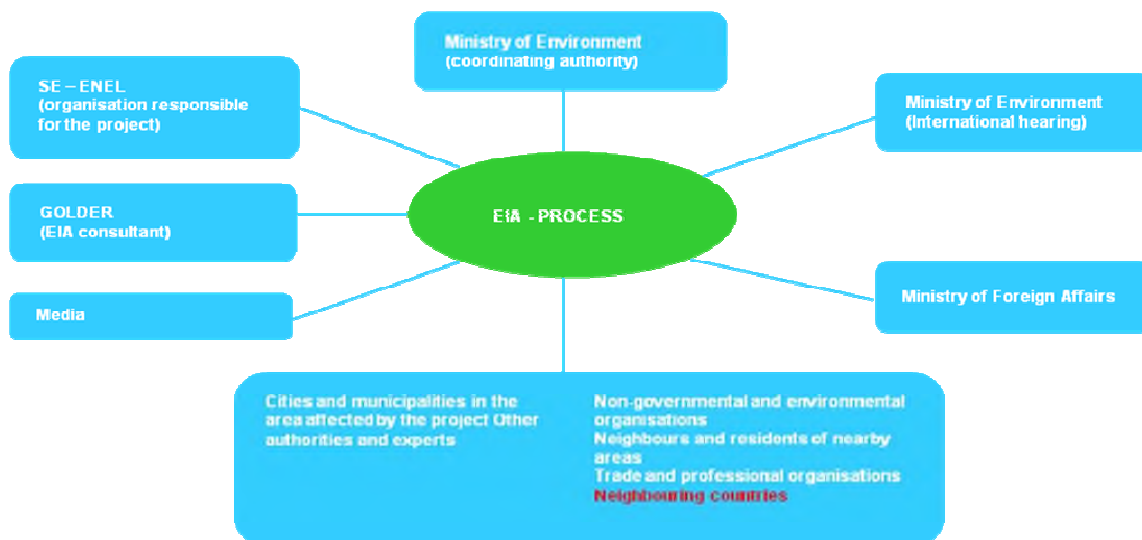 Ministry of Environment
(coordinating authority)
SE – ENEL
(organisation responsible
for the project)
Ministry of Environment
(International hearing)
GOLDER
(EIA consultant)
EIA - PROCESS
Media
Ministry of Foreign Affairs
Cities and municipalities in the
area affected by the project Other
authorities and experts
Non-governmental and environmental
organisations
Neighbours and residents of nearby
areas
Trade and professional organisations
Neighbouring countries